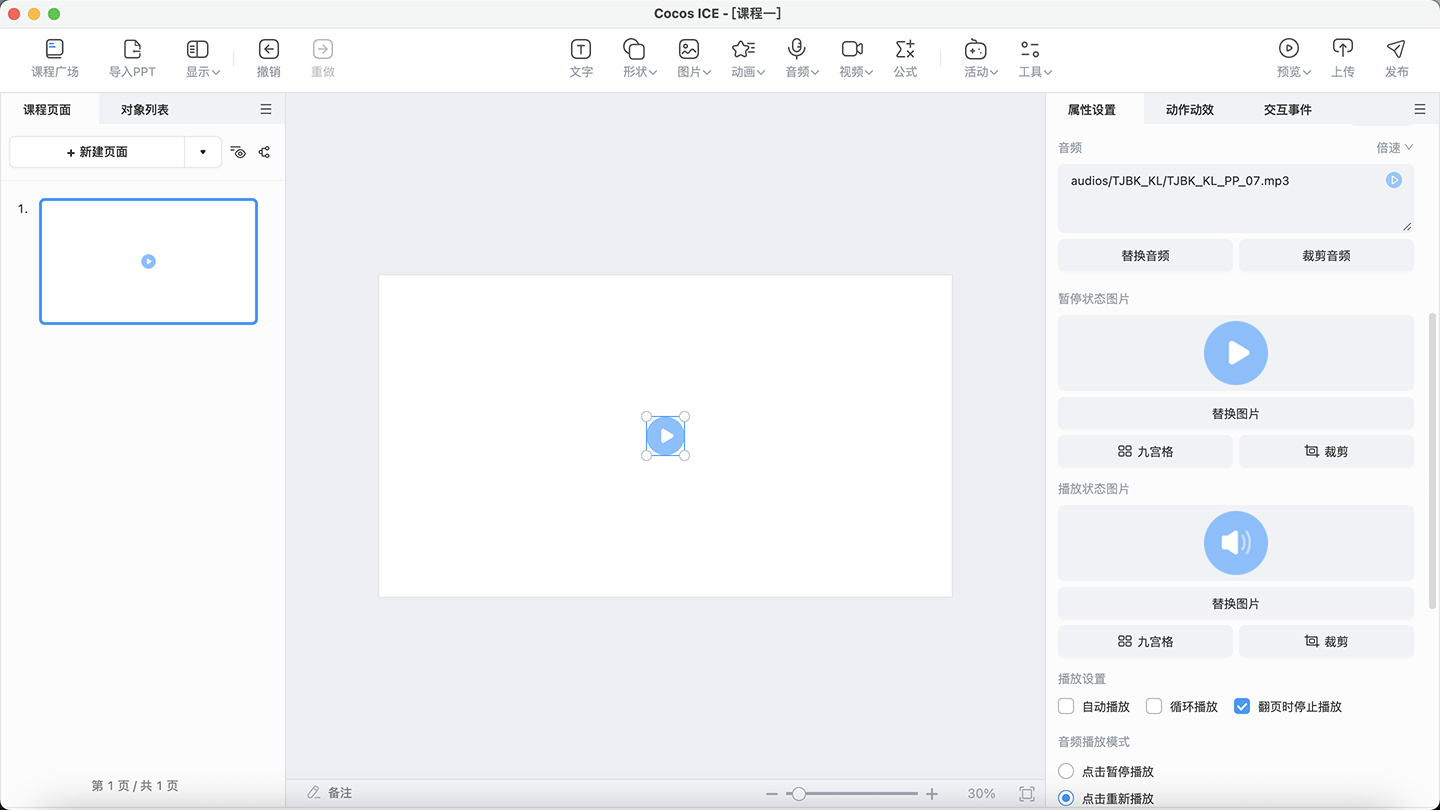 Cocos ICE - [课程一]
课程广场 导入PPT 显示 撤销 重做 文字 形状 图片 动画 音频 视频 公式 活动 工具 预览 上传 发布
课程页面 对象列表
+ 新建页面
1.
第 1 页 / 共 1 页
备注 30%
属性设置 动作动效 交互事件
音频 倍速
audios/TJBK_KL/TJBK_KL_PP_07.mp3
替换音频 裁剪音频
暂停状态图片
替换图片
九宫格 裁剪
播放状态图片
替换图片
九宫格 裁剪
播放设置
自动播放 循环播放 翻页时停止播放
音频播放模式
点击暂停播放
点击重新播放